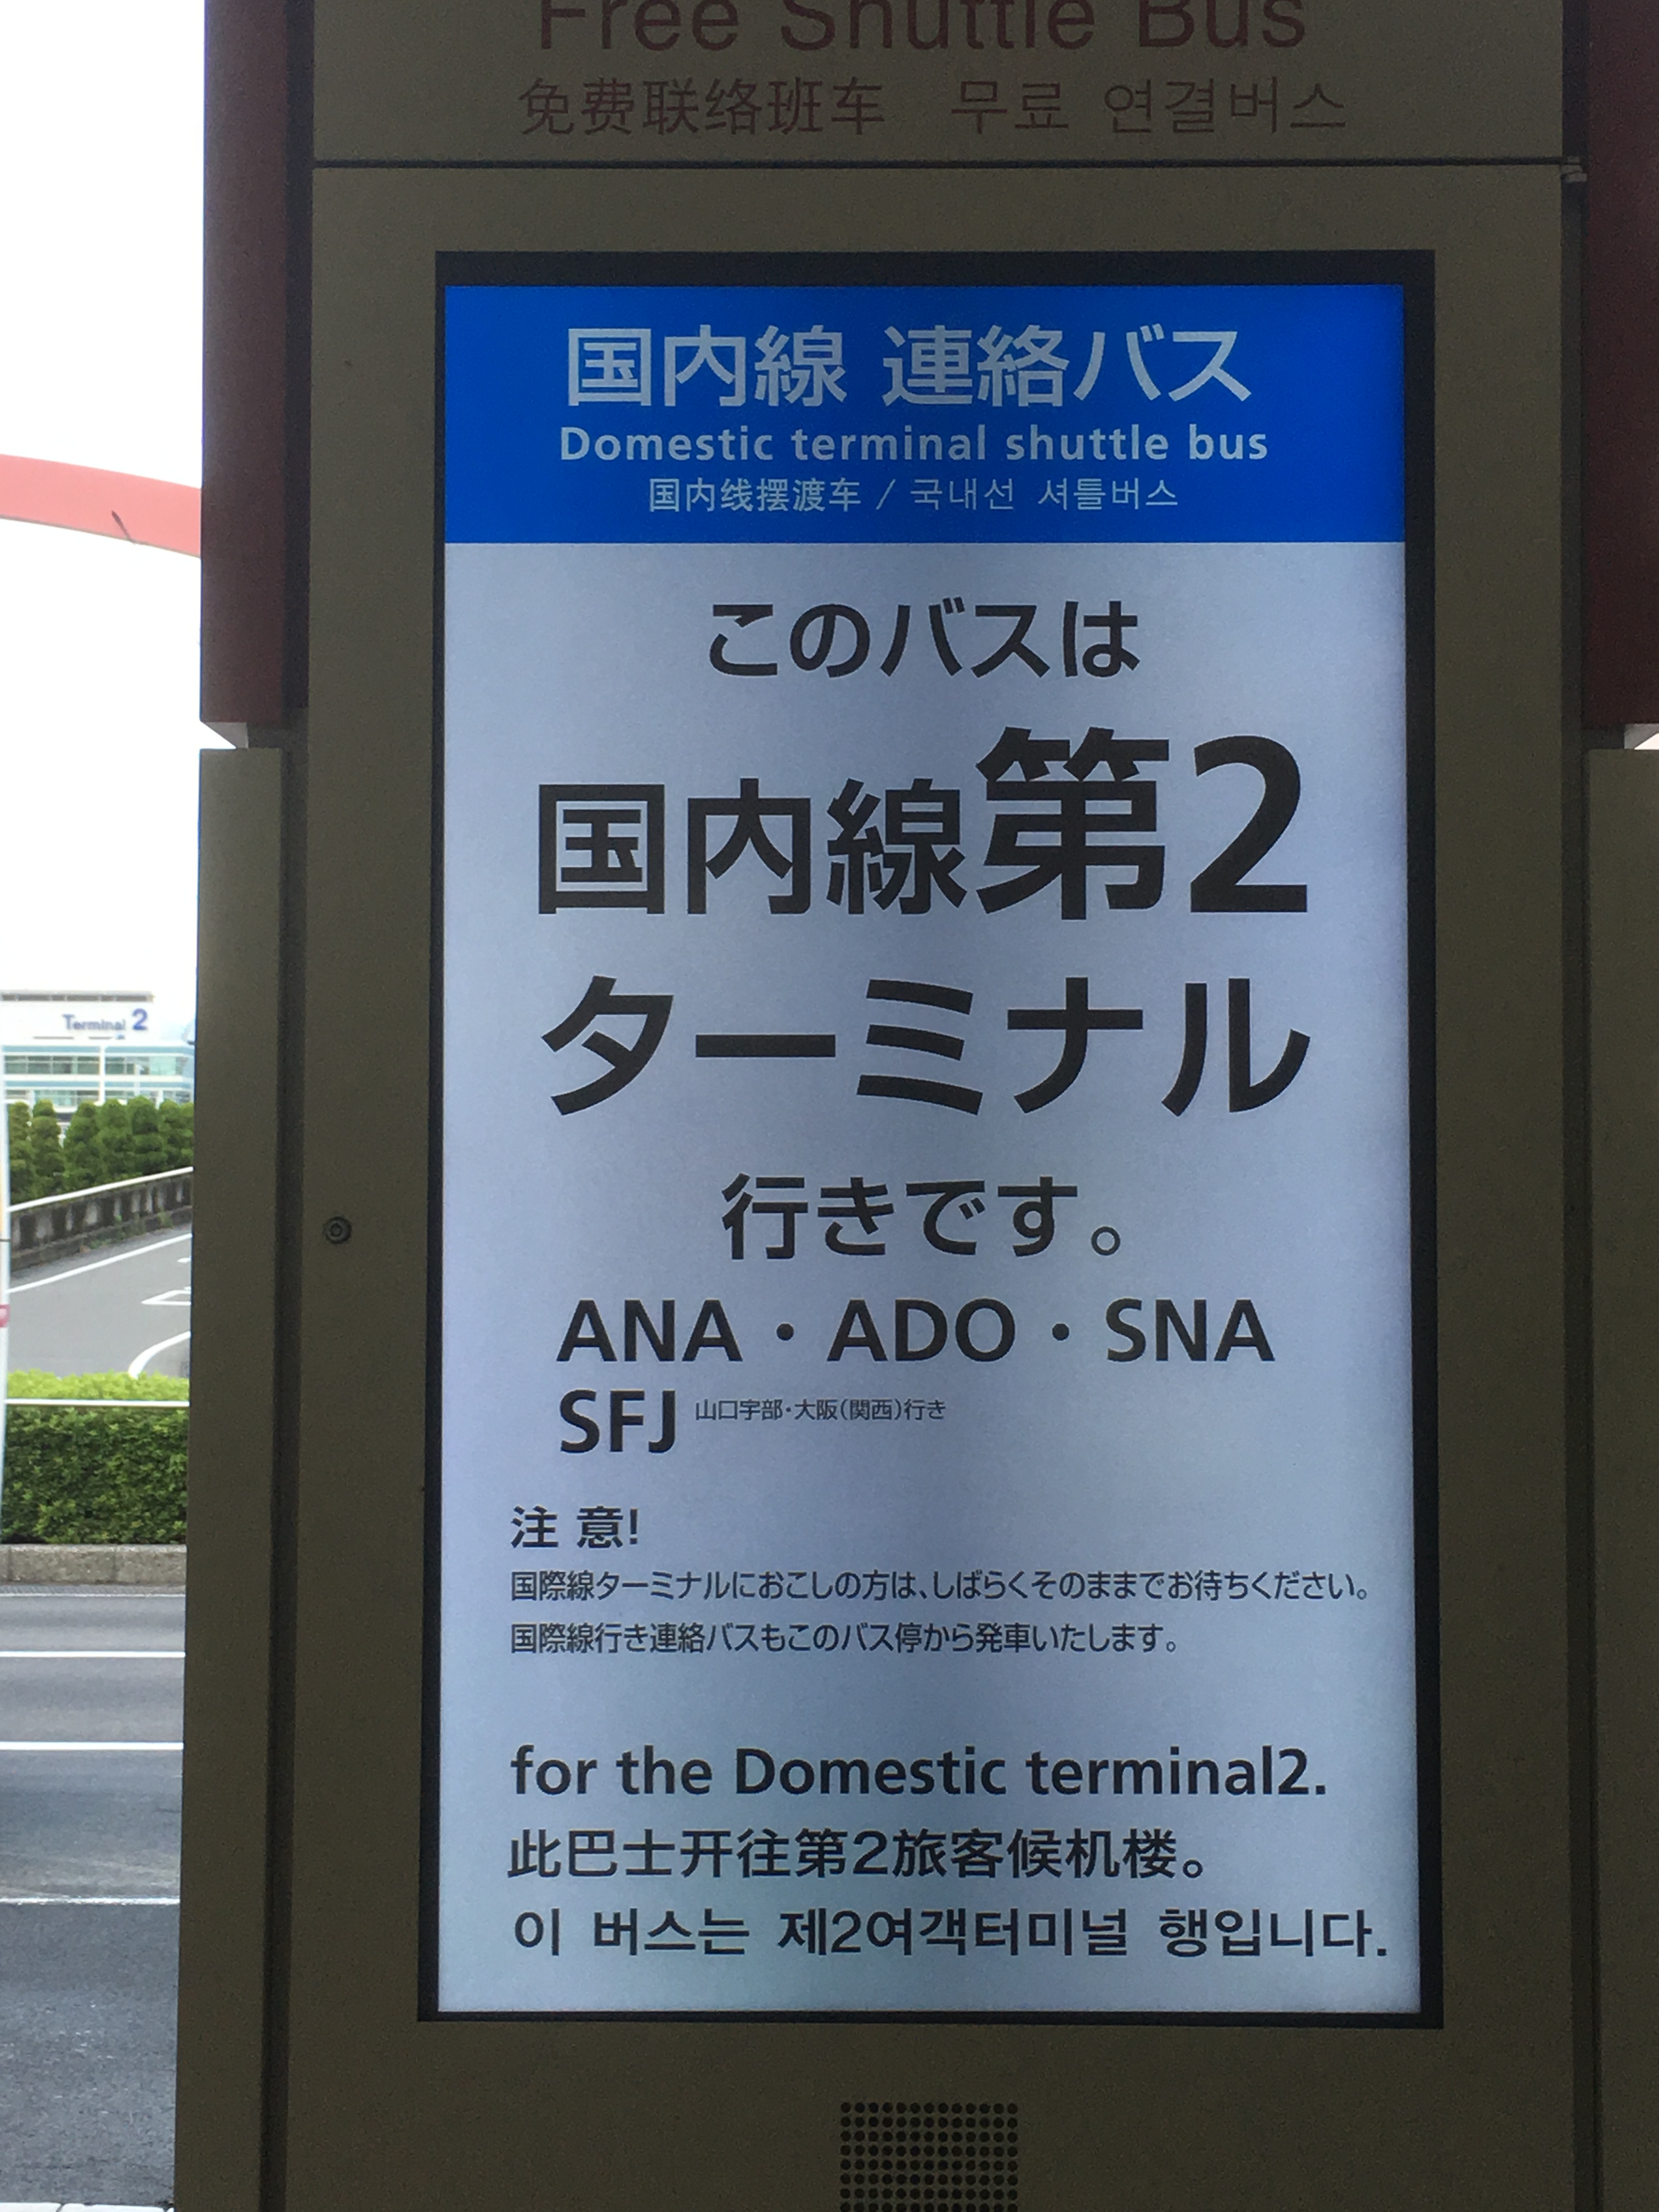 Free Shuttle Bus
免费联络班车 무료 연결버스
国内線 連絡バス
Domestic terminal shuttle bus
国内线摆渡车 / 국내선 셔틀버스
このバスは
国内線第2
ターミナル
行きです。
ANA・ADO・SNA
SFJ 山口宇部・大阪(関西)行き
注 意!
国際線ターミナルにおこしの方は、しばらくそのままでお待ちください。
国際線行き連絡バスもこのバス停から発車いたします。
for the Domestic terminal2.
此巴士开往第2旅客候机楼。
이 버스는 제2여객터미널 행입니다.
Terminal 2